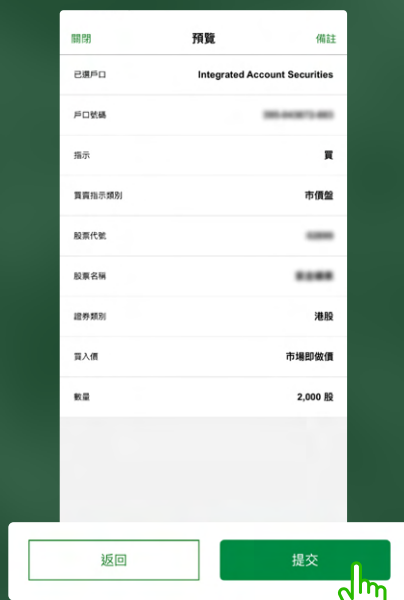 關閉 預覽 備註
已選戶口 Integrated Account Securities
戶口號碼
指示 買
買賣指示類別 市價盤
股票代號
股票名稱
證券類別 港股
買入價 市場即做價
數量 2,000 股
返回 提交